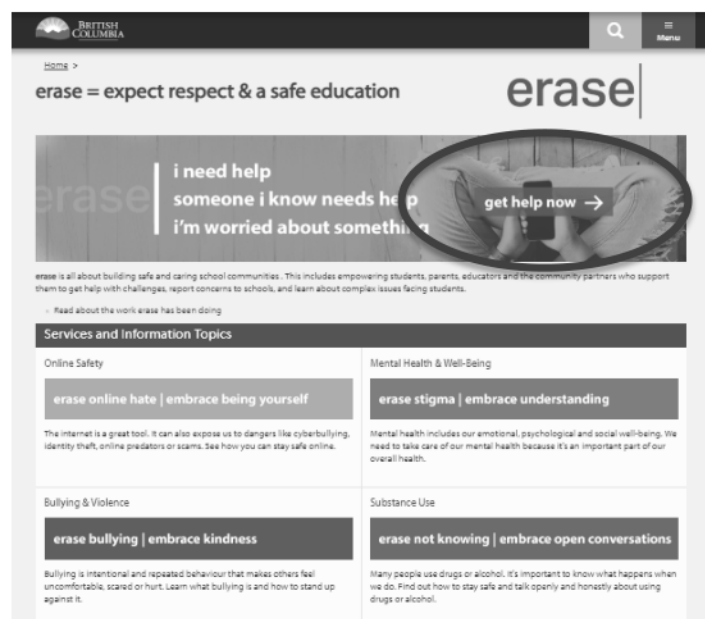 BRITISH
COLUMBIA
Menu
Home >
erase = expect respect & a safe education
erase
erase
i need help
someone i know needs help
i'm worried about something
get help now →
erase is all about building safe and caring school communities . This includes empowering students, parents, educators and the community partners who support
them to get help with challenges, report concerns to schools, and learn about complex issues facing students.
Read about the work erase has been doing
Services and Information Topics
Online Safety
erase online hate | embrace being yourself
The internet is a great tool. It can also expose us to dangers like cyberbullying,
identity theft, online predators or scams. See how you can stay safe online.
Mental Health & Well-Being
erase stigma | embrace understanding
Mental health includes our emotional, psychological and social well-being. We
need to take care of our mental health because it's an important part of our
overall health.
Bullying & Violence
erase bullying | embrace kindness
Bullying is intentional and repeated behaviour that makes others feel
uncomfortable, scared or hurt. Learn what bullying is and how to stand up
against it.
Substance Use
erase not knowing | embrace open conversations
Many people use drugs or alcohol. It's important to know what happens when
we do. Find out how to stay safe and talk openly and honestly about using
drugs or alcohol.